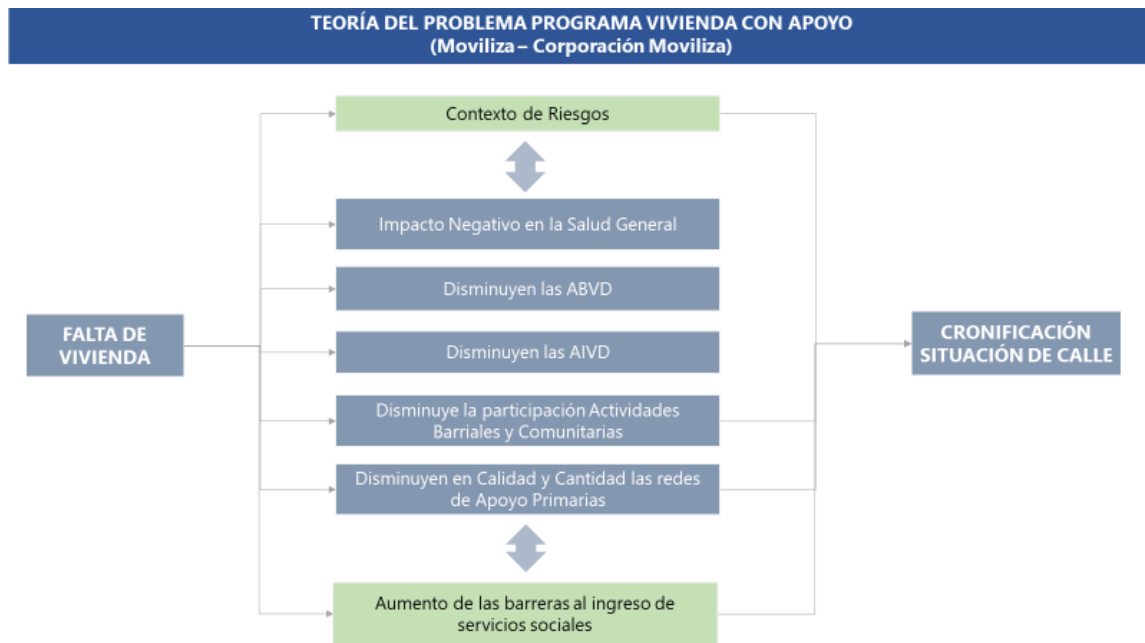 TEORÍA DEL PROBLEMA PROGRAMA VIVIENDA CON APOYO
(Moviliza – Corporación Moviliza)
Contexto de Riesgos
Impacto Negativo en la Salud General
Disminuyen las ABVD
FALTA DE
VIVIENDA
Disminuyen las AIVD
CRONIFICACIÓN
SITUACIÓN DE CALLE
Disminuye la participación Actividades
Barriales y Comunitarias
Disminuyen en Calidad y Cantidad las redes
de Apoyo Primarias
Aumento de las barreras al ingreso de
servicios sociales